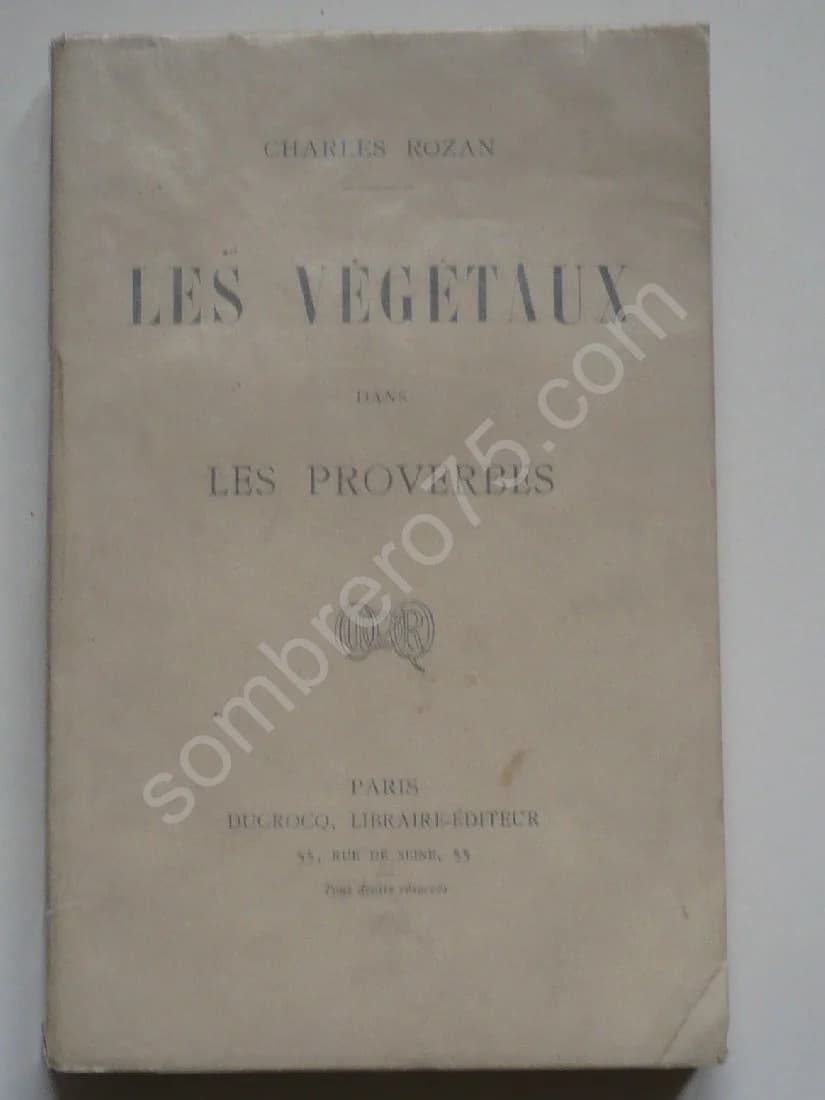 CHARLES ROZAN
LES VÉGÉTAUX
DANS
LES PROVERBES
PARIS
DUCROCQ, LIBRAIRE-ÉDITEUR
55, RUE DE SEINE, 55
Tous droits réservés
sombrero75.com